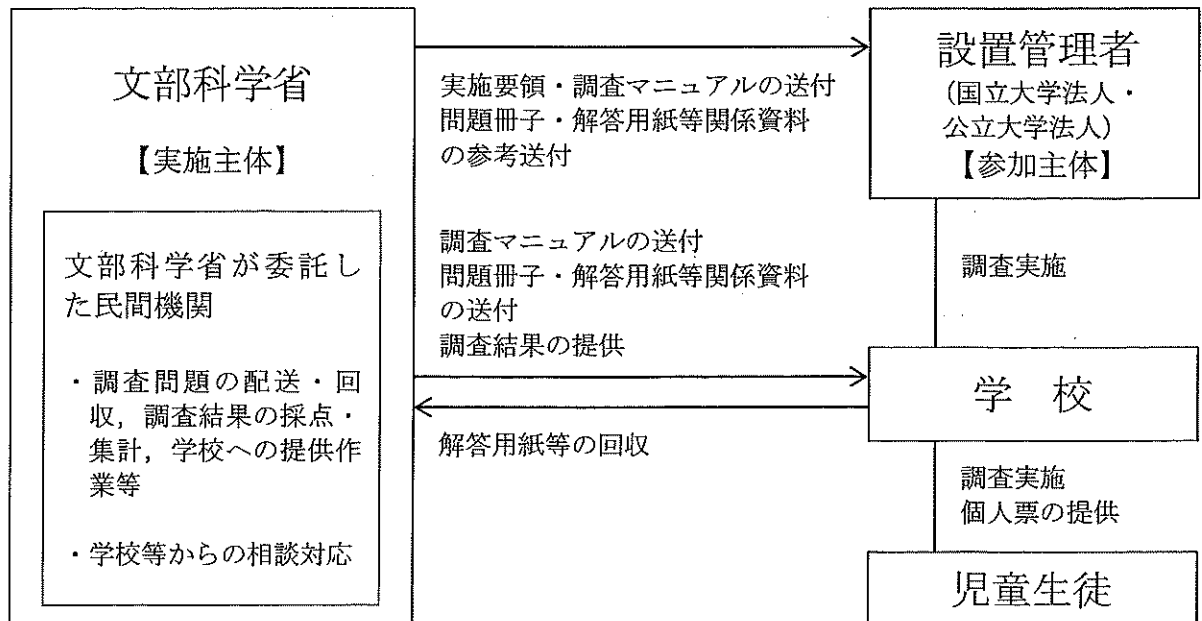 文部科学省
【実施主体】
文部科学省が委託し
た民間機関
・調査問題の配送・回
収，調査結果の採点・
集計，学校への提供作
業等
・学校等からの相談対応
実施要領・調査マニュアルの送付
問題冊子・解答用紙等関係資料
の参考送付
調査マニュアルの送付
問題冊子・解答用紙等関係資料
の送付
調査結果の提供
解答用紙等の回収
設置管理者
（国立大学法人・
公立大学法人）
【参加主体】
調査実施
学　校
調査実施
個人票の提供
児童生徒